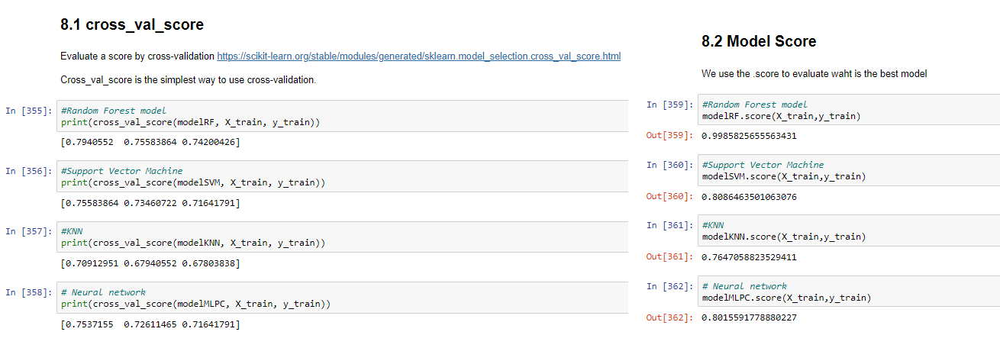 8.1 cross_val_score
Evaluate a score by cross-validation https://scikit-learn.org/stable/modules/generated/sklearn.model_selection.cross_val_score.html
Cross_val_score is the simplest way to use cross-validation.
In [355]: #Random Forest model
print(cross_val_score(modelRF, X_train, y_train))
[0.7940552  0.75583864 0.74200426]
In [356]: #Support Vector Machine
print(cross_val_score(modelSVM, X_train, y_train))
[0.75583864 0.73460722 0.71641791]
In [357]: #KNN
print(cross_val_score(modelKNN, X_train, y_train))
[0.70912951 0.67940552 0.67803838]
In [358]: # Neural network
print(cross_val_score(modelMLPC, X_train, y_train))
[0.7537155  0.72611465 0.71641791]
8.2 Model Score
We use the .score to evaluate waht is the best model
In [359]: #Random Forest model
modelRF.score(X_train,y_train)
Out[359]: 0.9985825655563431
In [360]: #Support Vector Machine
modelSVM.score(X_train,y_train)
Out[360]: 0.8086463501063076
In [361]: #KNN
modelKNN.score(X_train,y_train)
Out[361]: 0.7647058823529411
In [362]: # Neural network
modelMLPC.score(X_train,y_train)
Out[362]: 0.8015591778880227